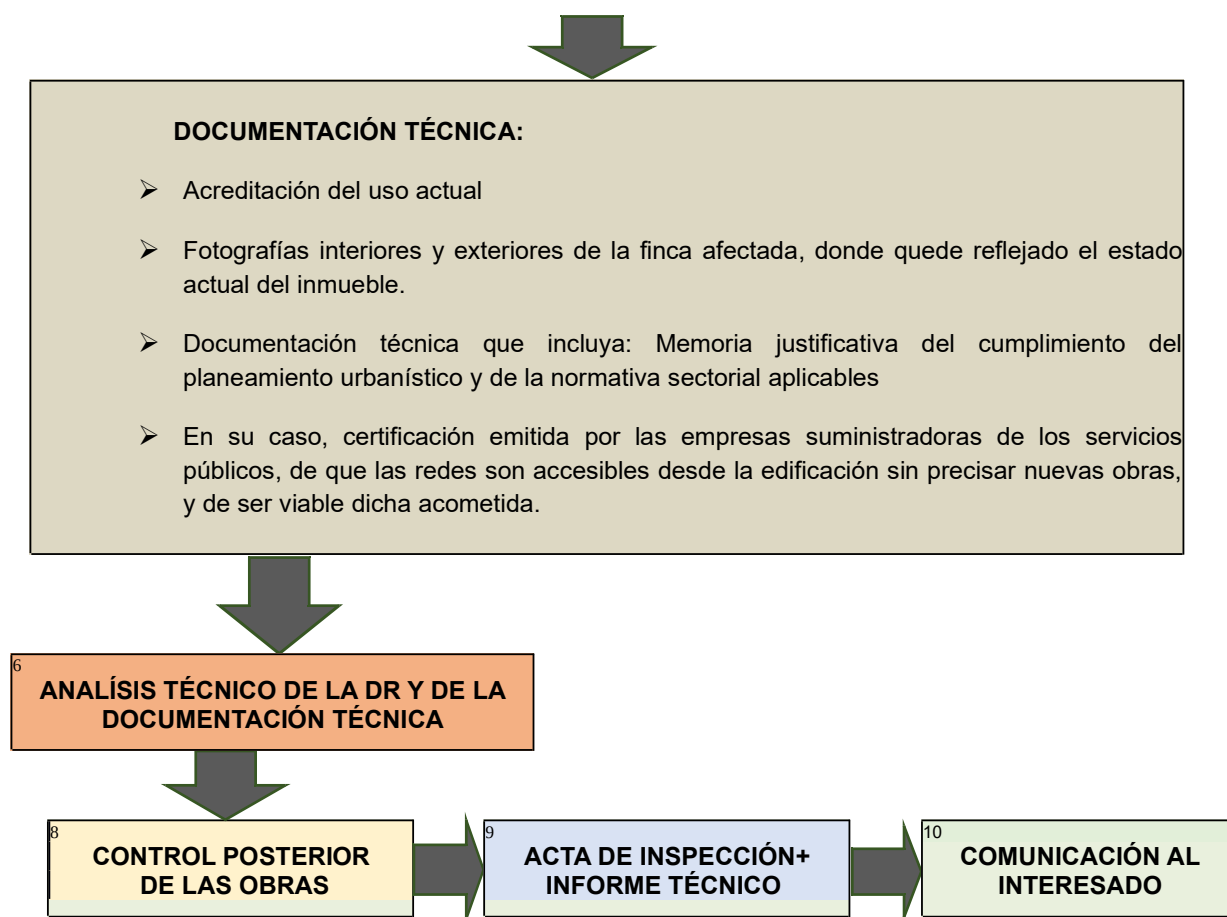 DOCUMENTACIÓN TÉCNICA:
➢ Acreditación del uso actual
➢ Fotografías interiores y exteriores de la finca afectada, donde quede reflejado el estado
actual del inmueble.
➢ Documentación técnica que incluya: Memoria justificativa del cumplimiento del
planeamiento urbanístico y de la normativa sectorial aplicables
➢ En su caso, certificación emitida por las empresas suministradoras de los servicios
públicos, de que las redes son accesibles desde la edificación sin precisar nuevas obras,
y de ser viable dicha acometida.
6
ANALÍSIS TÉCNICO DE LA DR Y DE LA
DOCUMENTACIÓN TÉCNICA
8
CONTROL POSTERIOR
DE LAS OBRAS
9
ACTA DE INSPECCIÓN+
INFORME TÉCNICO
10
COMUNICACIÓN AL
INTERESADO